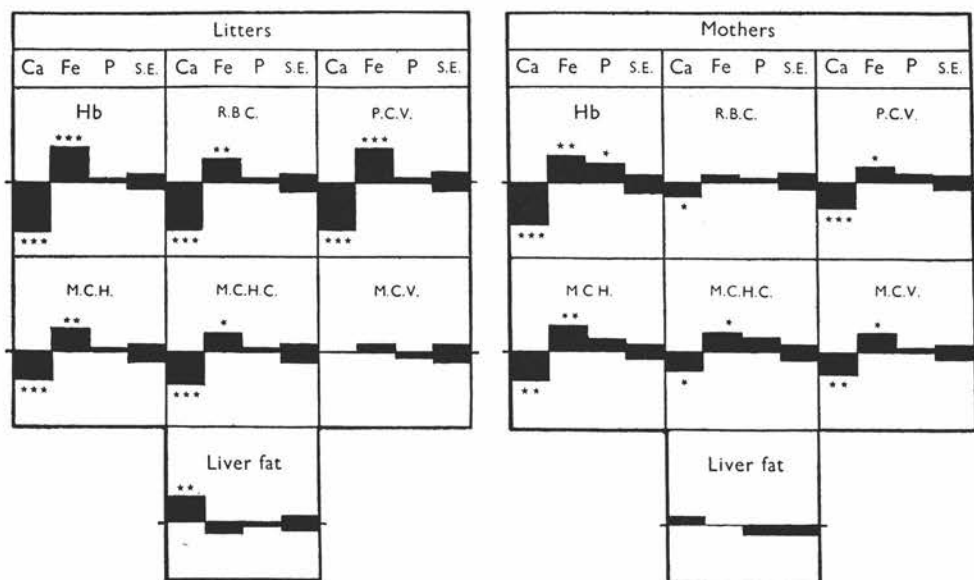 Litters
Ca Fe P S.E. Ca Fe P S.E. Ca Fe P S.E.
Hb R.B C. P.C.V.
*** ** ***
*** *** ***
M.C.H. M.C.H.C. M.C.V.
** *
*** ***
Liver fat
**
Mothers
Ca Fe P S.E. Ca Fe P S.E. Ca Fe P S.E.
Hb R.B.C. P.C.V.
** * *
*** * ***
M C H. M.C.H.C. M.C.V.
** * *
** * **
Liver fat